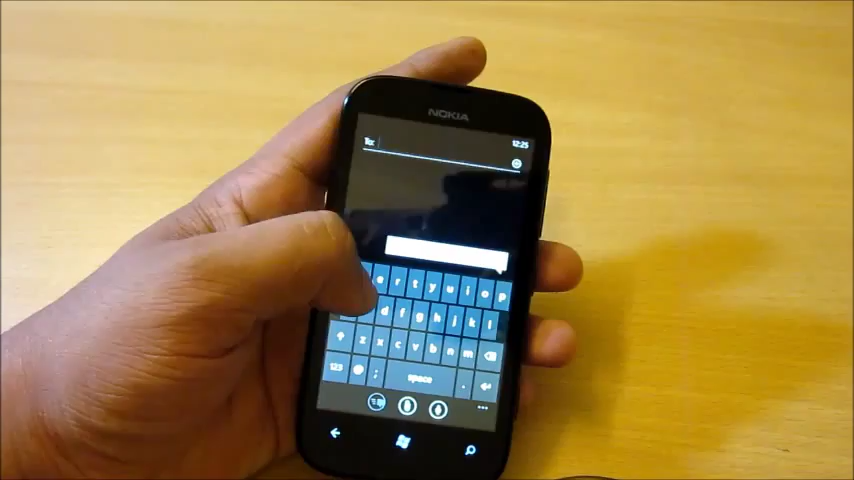 NOKIA
12:25
To:
e r t y u i o p
d f g h j k l
z x c v b n m
123 ; space .